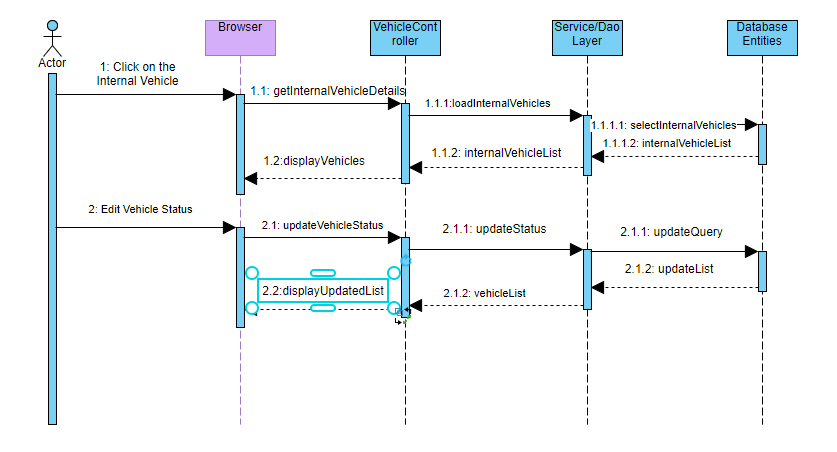 Browser
VehicleCont
roller
Service/Dao
Layer
Database
Entities
Actor
1: Click on the
Internal Vehicle
1.1: getInternalVehicleDetails
1.1.1:loadInternalVehicles
1.1.1.1: selectInternalVehicles
1.1.1.2: internalVehicleList
1.1.2: internalVehicleList
1.2:displayVehicles
2: Edit Vehicle Status
2.1: updateVehicleStatus
2.1.1: updateStatus
2.1.1: updateQuery
2.1.2: updateList
2.1.2: vehicleList
2.2:displayUpdatedList